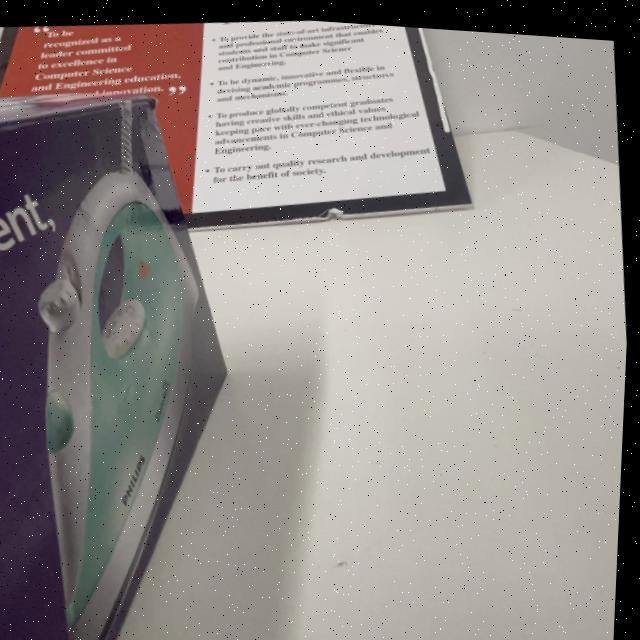 “ To be
recognized as a
leader committed
to excellence in
Computer Science
and Engineering education,
and innovation. ”
• To provide the state-of-art infrastructure
and professional environment that enables
students and staff to make significant
contribution in Computer Science
and Engineering.
• To be dynamic, innovative and flexible in
devising academic programmes, structures
and mechanisms.
• To produce globally competent graduates
having creative skills and ethical values,
keeping pace with ever-changing technological
advancements in Computer Science and
Engineering.
• To carry out quality research and development
for the benefit of society.
ent,
PHILIPS